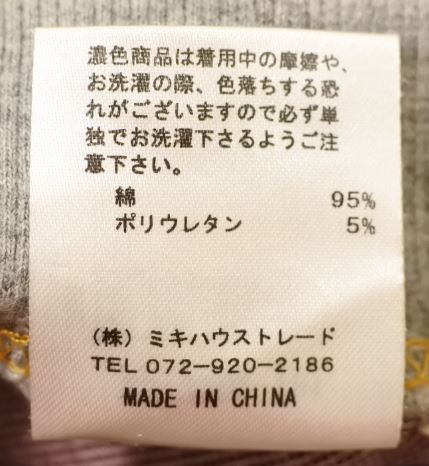 濃色商品は着用中の摩擦や、
お洗濯の際、色落ちする恐
れがございますので必ず単
独でお洗濯下さるようご注
意下さい。
綿 95%
ポリウレタン 5%
(株)ミキハウストレード
TEL 072-920-2186
MADE IN CHINA